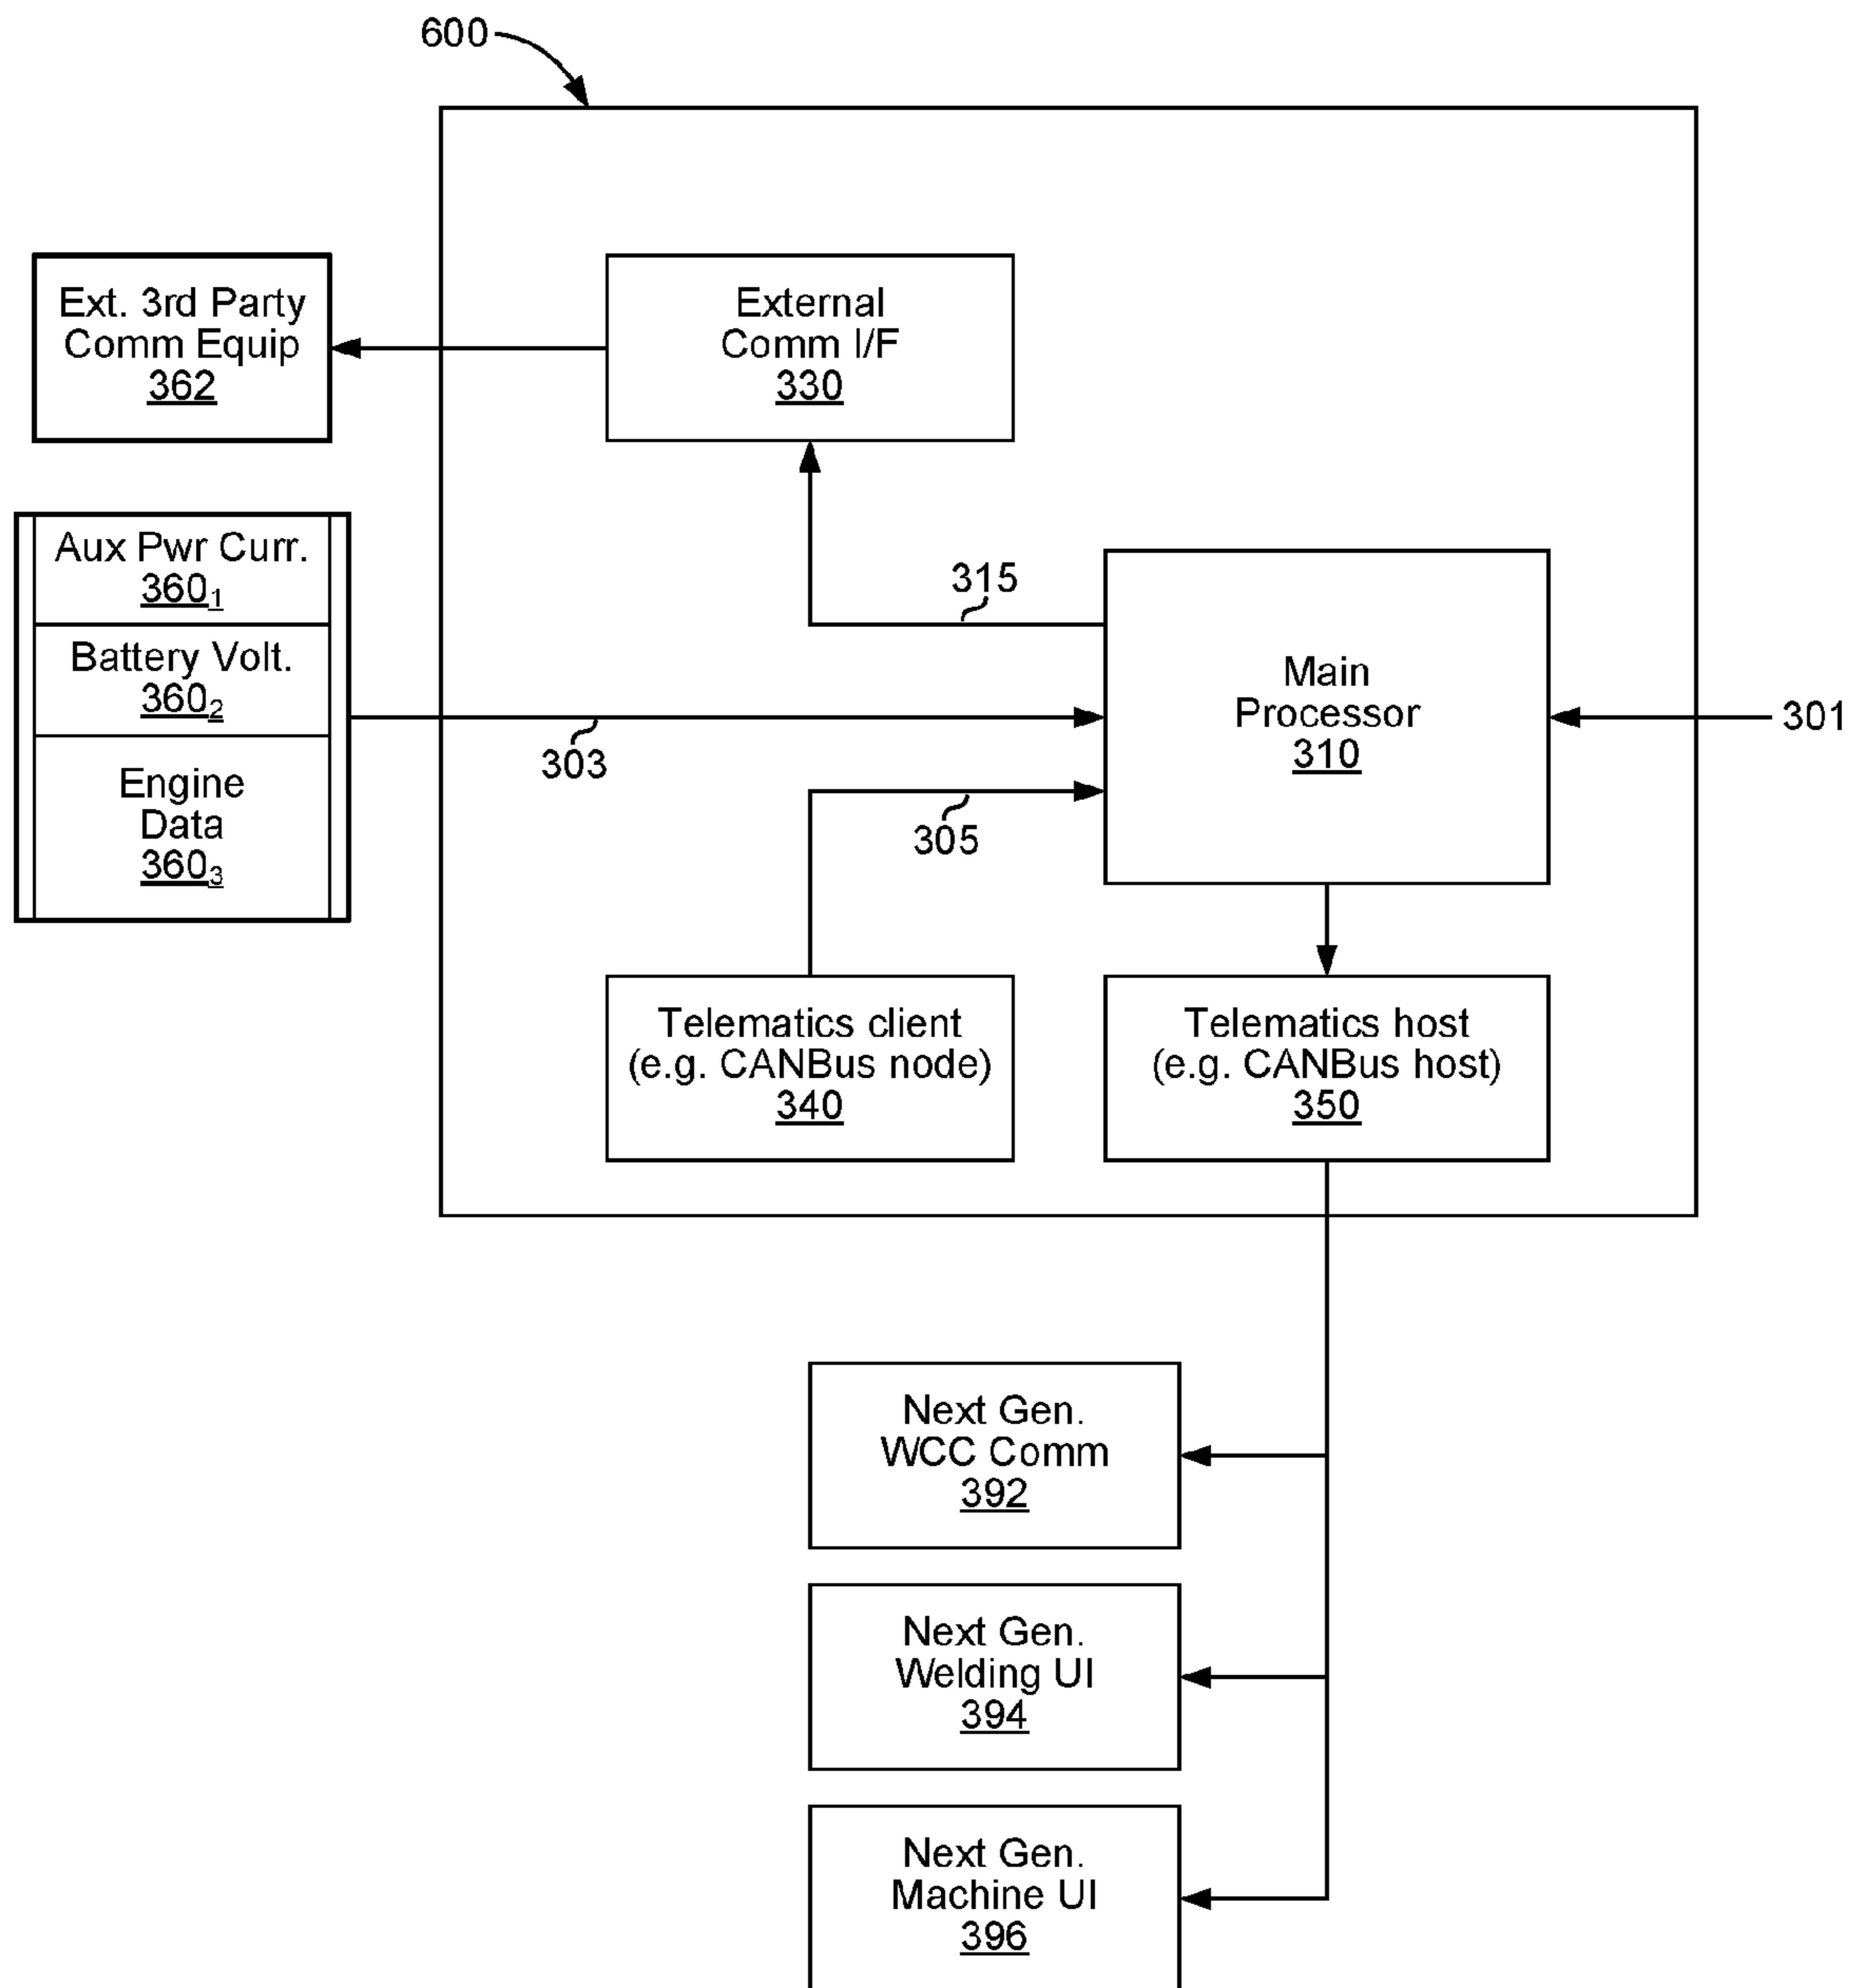 600
Ext. 3rd Party
Comm Equip
362
External
Comm I/F
330
Aux Pwr Curr.
360₁
Battery Volt.
360₂
Engine
Data
360₃
315
303
305
Main
Processor
310
301
Telematics client
(e.g. CANBus node)
340
Telematics host
(e.g. CANBus host)
350
Next Gen.
WCC Comm
392
Next Gen.
Welding UI
394
Next Gen.
Machine UI
396